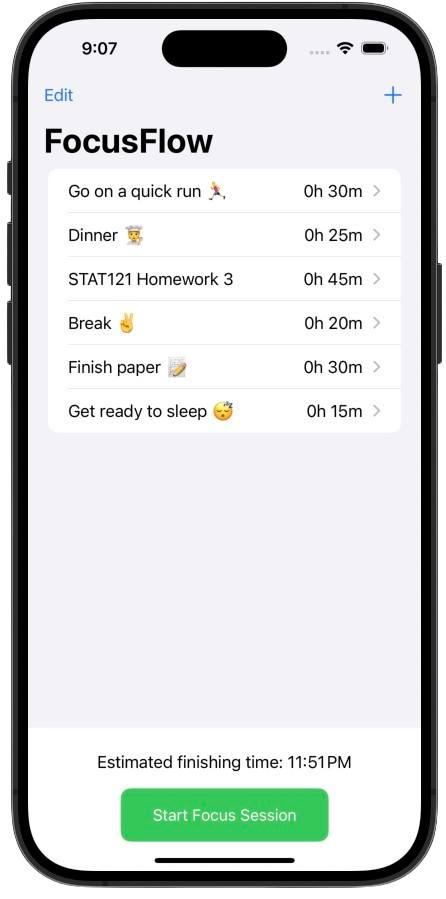 9:07
Edit
FocusFlow
Go on a quick run 🏃 0h 30m
Dinner 👨‍🍳 0h 25m
STAT121 Homework 3 0h 45m
Break ✌️ 0h 20m
Finish paper 📝 0h 30m
Get ready to sleep 😴 0h 15m
Estimated finishing time: 11:51 PM
Start Focus Session